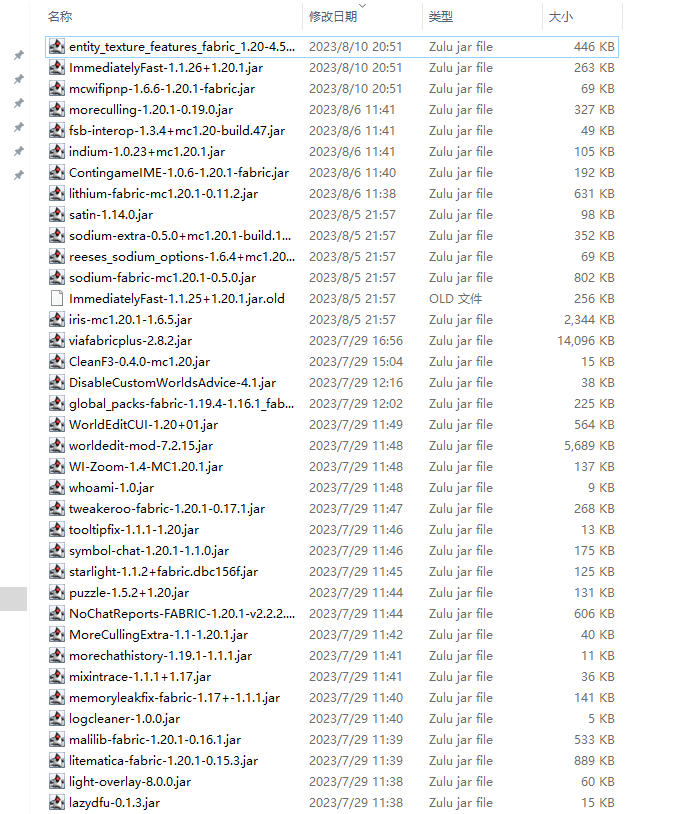 名称 修改日期 类型 大小
entity_texture_features_fabric_1.20-4.5... 2023/8/10 20:51 Zulu jar file 446 KB
ImmediatelyFast-1.1.26+1.20.1.jar 2023/8/10 20:51 Zulu jar file 263 KB
mcwifipnp-1.6.6-1.20.1-fabric.jar 2023/8/10 20:51 Zulu jar file 69 KB
moreculling-1.20.1-0.19.0.jar 2023/8/6 11:41 Zulu jar file 327 KB
fsb-interop-1.3.4+mc1.20-build.47.jar 2023/8/6 11:41 Zulu jar file 49 KB
indium-1.0.23+mc1.20.1.jar 2023/8/6 11:41 Zulu jar file 105 KB
ContingameIME-1.0.6-1.20.1-fabric.jar 2023/8/6 11:40 Zulu jar file 192 KB
lithium-fabric-mc1.20.1-0.11.2.jar 2023/8/6 11:38 Zulu jar file 631 KB
satin-1.14.0.jar 2023/8/5 21:57 Zulu jar file 98 KB
sodium-extra-0.5.0+mc1.20.1-build.1... 2023/8/5 21:57 Zulu jar file 352 KB
reeses_sodium_options-1.6.4+mc1.20... 2023/8/5 21:57 Zulu jar file 69 KB
sodium-fabric-mc1.20.1-0.5.0.jar 2023/8/5 21:57 Zulu jar file 802 KB
ImmediatelyFast-1.1.25+1.20.1.jar.old 2023/8/5 21:57 OLD 文件 256 KB
iris-mc1.20.1-1.6.5.jar 2023/8/5 21:57 Zulu jar file 2,344 KB
viafabricplus-2.8.2.jar 2023/7/29 16:56 Zulu jar file 14,096 KB
CleanF3-0.4.0-mc1.20.jar 2023/7/29 15:04 Zulu jar file 15 KB
DisableCustomWorldsAdvice-4.1.jar 2023/7/29 12:16 Zulu jar file 38 KB
global_packs-fabric-1.19.4-1.16.1_fab... 2023/7/29 12:02 Zulu jar file 225 KB
WorldEditCUI-1.20+01.jar 2023/7/29 11:49 Zulu jar file 564 KB
worldedit-mod-7.2.15.jar 2023/7/29 11:48 Zulu jar file 5,689 KB
WI-Zoom-1.4-MC1.20.1.jar 2023/7/29 11:48 Zulu jar file 137 KB
whoami-1.0.jar 2023/7/29 11:48 Zulu jar file 9 KB
tweakeroo-fabric-1.20.1-0.17.1.jar 2023/7/29 11:47 Zulu jar file 268 KB
tooltipfix-1.1.1-1.20.jar 2023/7/29 11:46 Zulu jar file 13 KB
symbol-chat-1.20.1-1.1.0.jar 2023/7/29 11:46 Zulu jar file 175 KB
starlight-1.1.2+fabric.dbc156f.jar 2023/7/29 11:45 Zulu jar file 125 KB
puzzle-1.5.2+1.20.jar 2023/7/29 11:44 Zulu jar file 131 KB
NoChatReports-FABRIC-1.20.1-v2.2.2.... 2023/7/29 11:44 Zulu jar file 606 KB
MoreCullingExtra-1.1-1.20.1.jar 2023/7/29 11:42 Zulu jar file 40 KB
morechathistory-1.19.1-1.1.1.jar 2023/7/29 11:41 Zulu jar file 11 KB
mixintrace-1.1.1+1.17.jar 2023/7/29 11:41 Zulu jar file 36 KB
memoryleakfix-fabric-1.17+-1.1.1.jar 2023/7/29 11:40 Zulu jar file 141 KB
logcleaner-1.0.0.jar 2023/7/29 11:40 Zulu jar file 5 KB
malilib-fabric-1.20.1-0.16.1.jar 2023/7/29 11:39 Zulu jar file 533 KB
litematica-fabric-1.20.1-0.15.3.jar 2023/7/29 11:39 Zulu jar file 889 KB
light-overlay-8.0.0.jar 2023/7/29 11:38 Zulu jar file 60 KB
lazydfu-0.1.3.jar 2023/7/29 11:38 Zulu jar file 15 KB